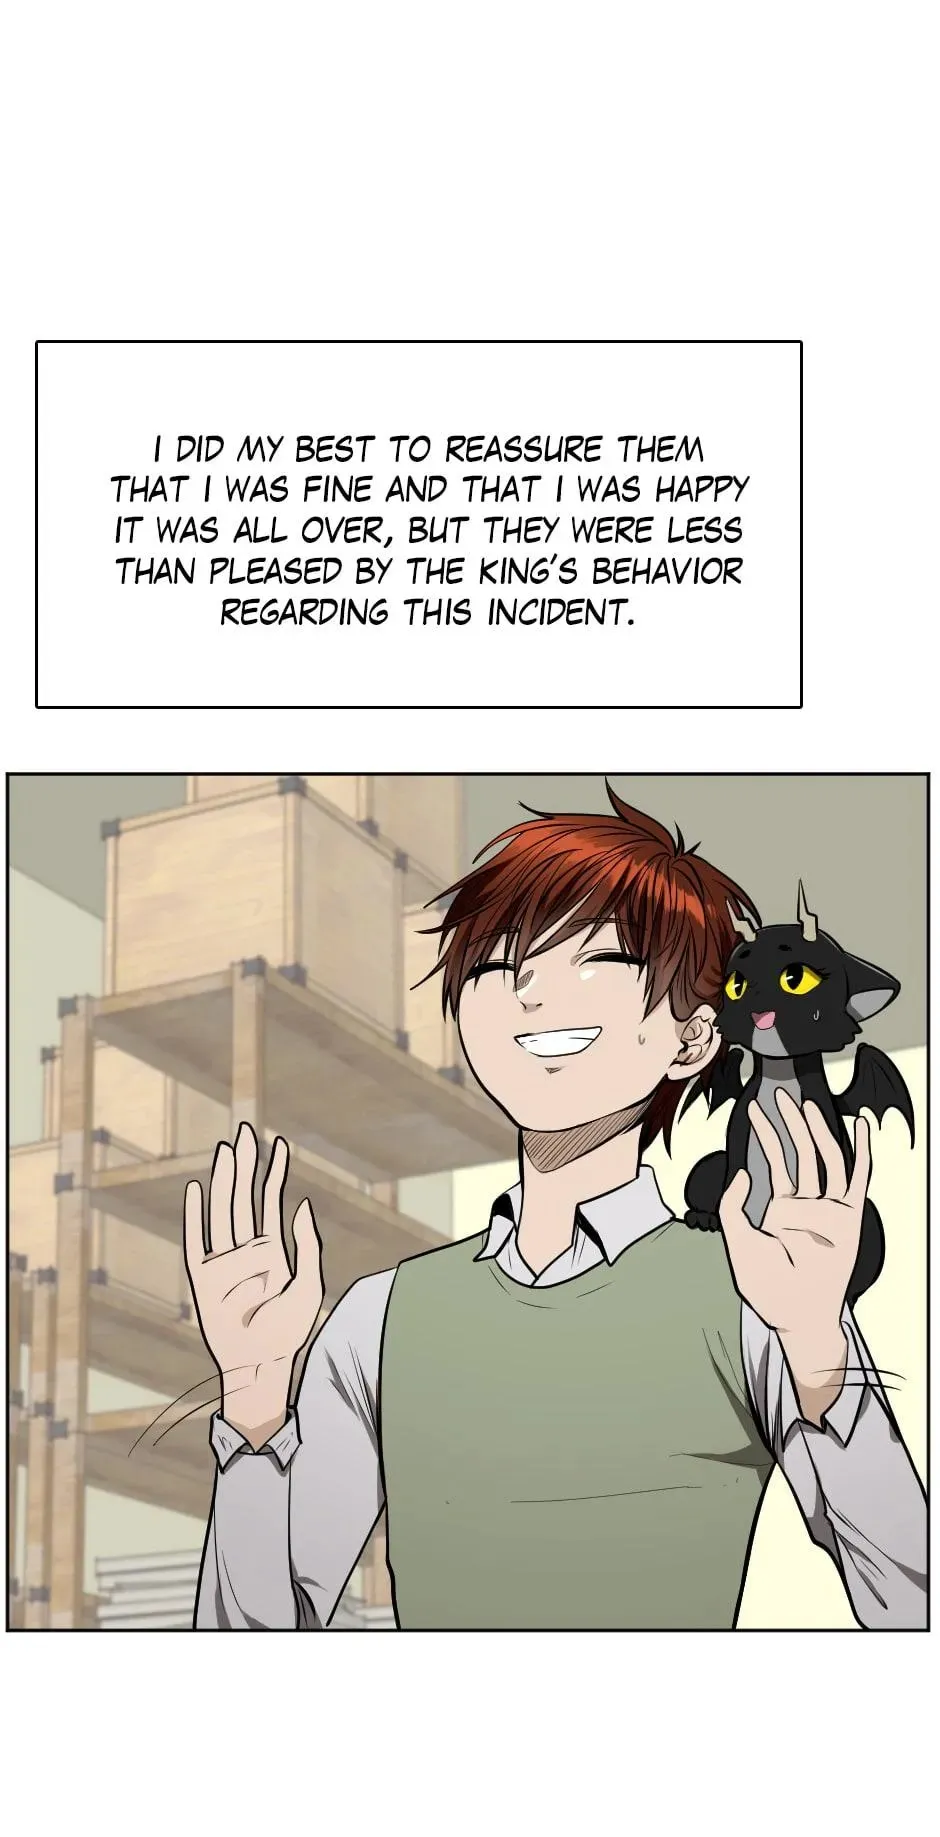 I DID MY BEST TO REASSURE THEM
THAT I WAS FINE AND THAT I WAS HAPPY
IT WAS ALL OVER, BUT THEY WERE LESS
THAN PLEASED BY THE KING'S BEHAVIOR
REGARDING THIS INCIDENT.